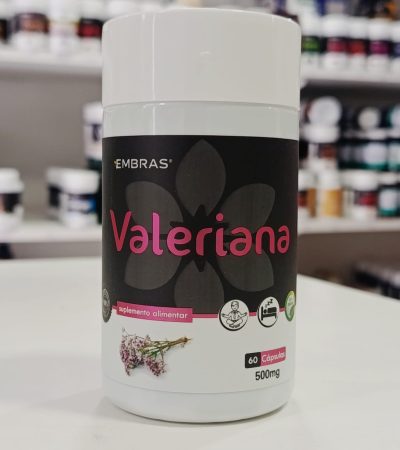 EMBRAS®
Valeriana
suplemento alimentar
60 Cápsulas
500mg